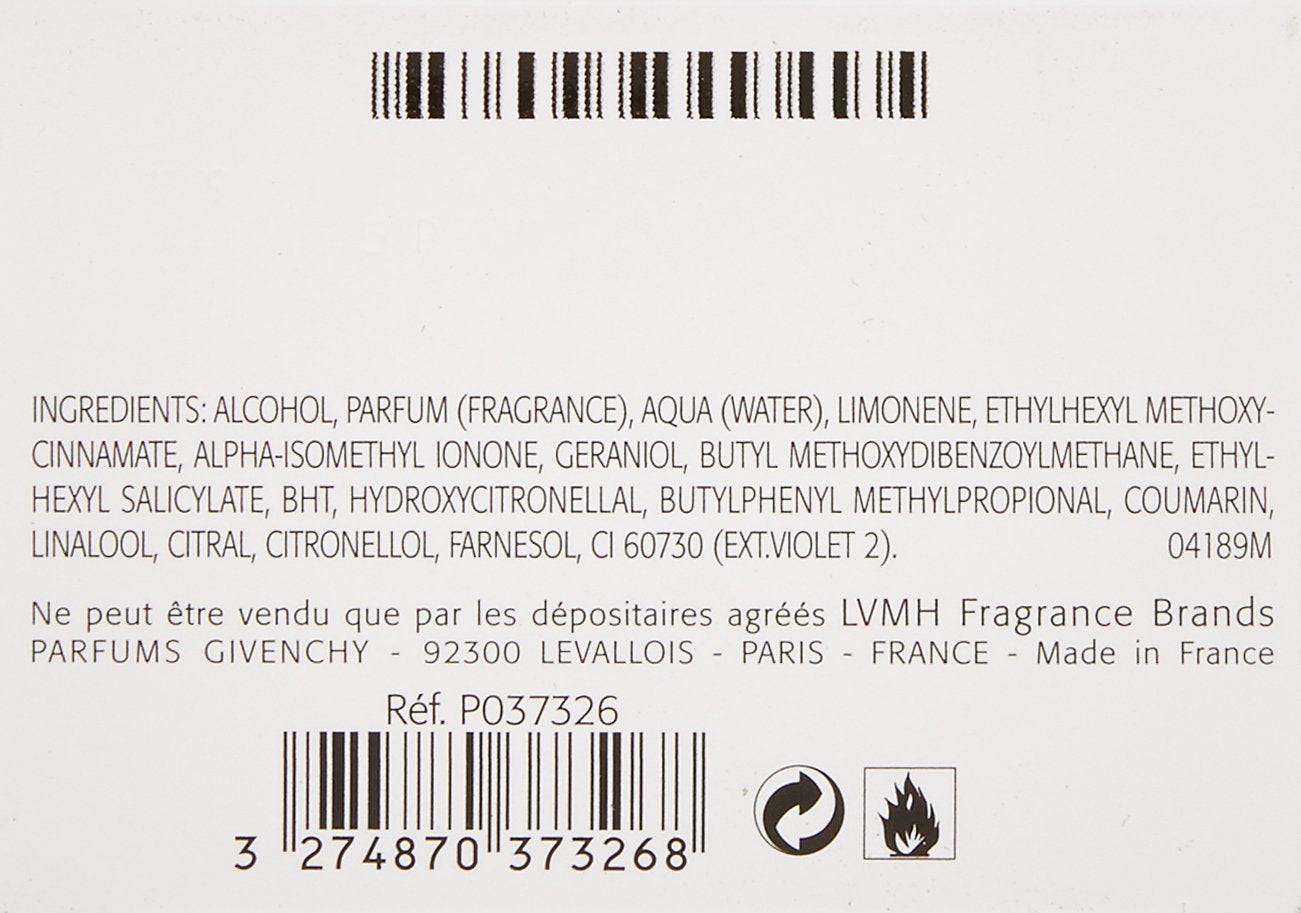 INGREDIENTS: ALCOHOL, PARFUM (FRAGRANCE), AQUA (WATER), LIMONENE, ETHYLHEXYL METHOXY-
CINNAMATE, ALPHA-ISOMETHYL IONONE, GERANIOL, BUTYL METHOXYDIBENZOYLMETHANE, ETHYL-
HEXYL SALICYLATE, BHT, HYDROXYCITRONELLAL, BUTYLPHENYL METHYLPROPIONAL, COUMARIN,
LINALOOL, CITRAL, CITRONELLOL, FARNESOL, CI 60730 (EXT.VIOLET 2). 04189M
Ne peut être vendu que par les dépositaires agréés LVMH Fragrance Brands
PARFUMS GIVENCHY - 92300 LEVALLOIS - PARIS - FRANCE - Made in France
Réf. P037326
3 274870 373268